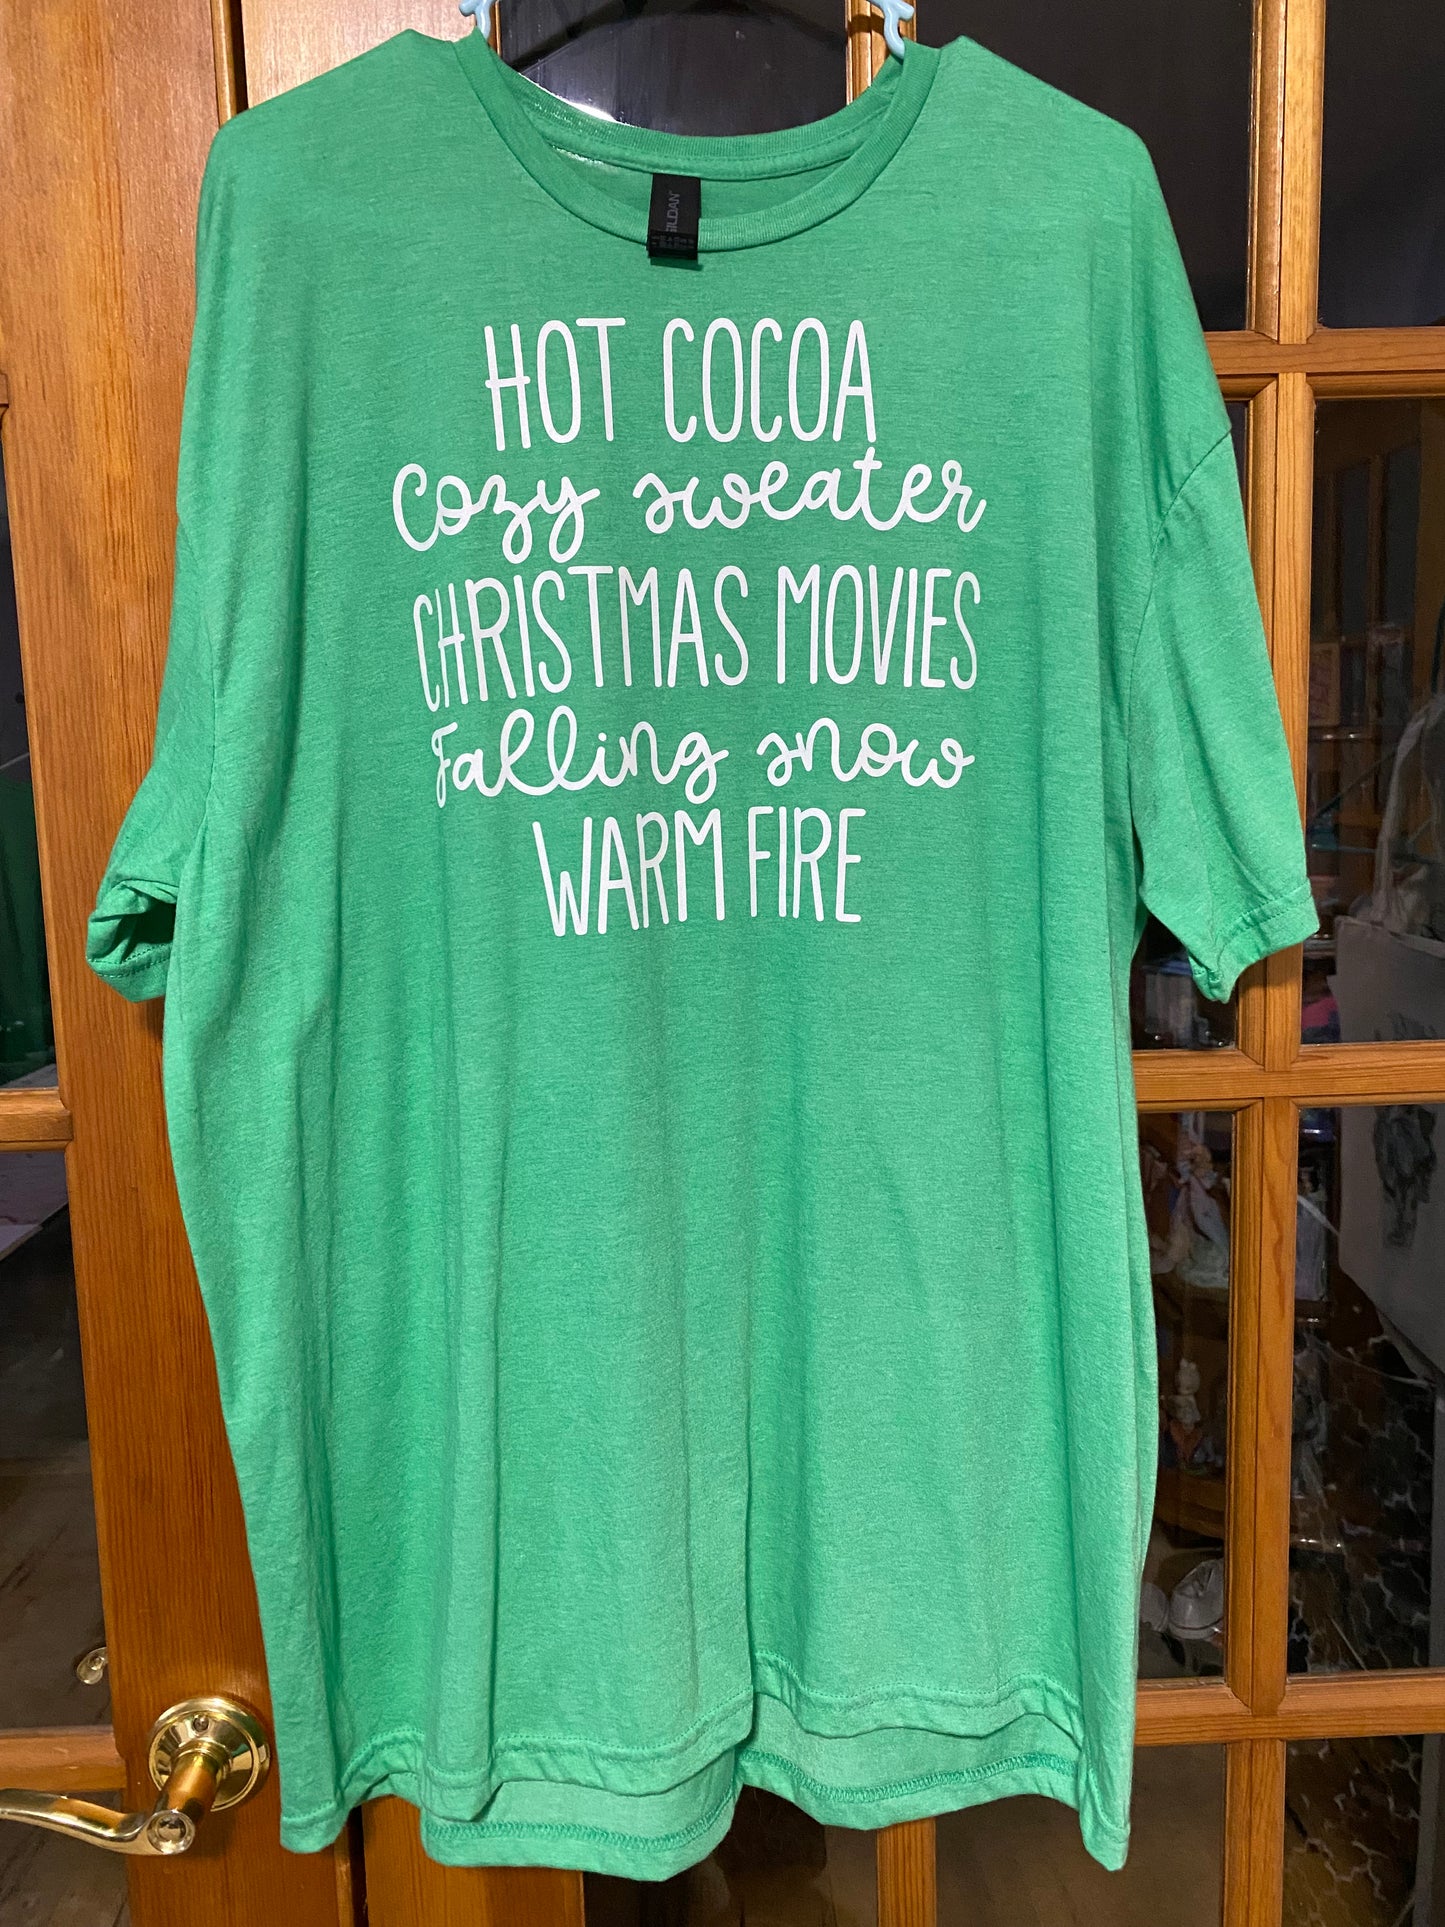 GILDAN
HOT COCOA
Cozy sweater
CHRISTMAS MOVIES
Falling snow
WARM FIRE